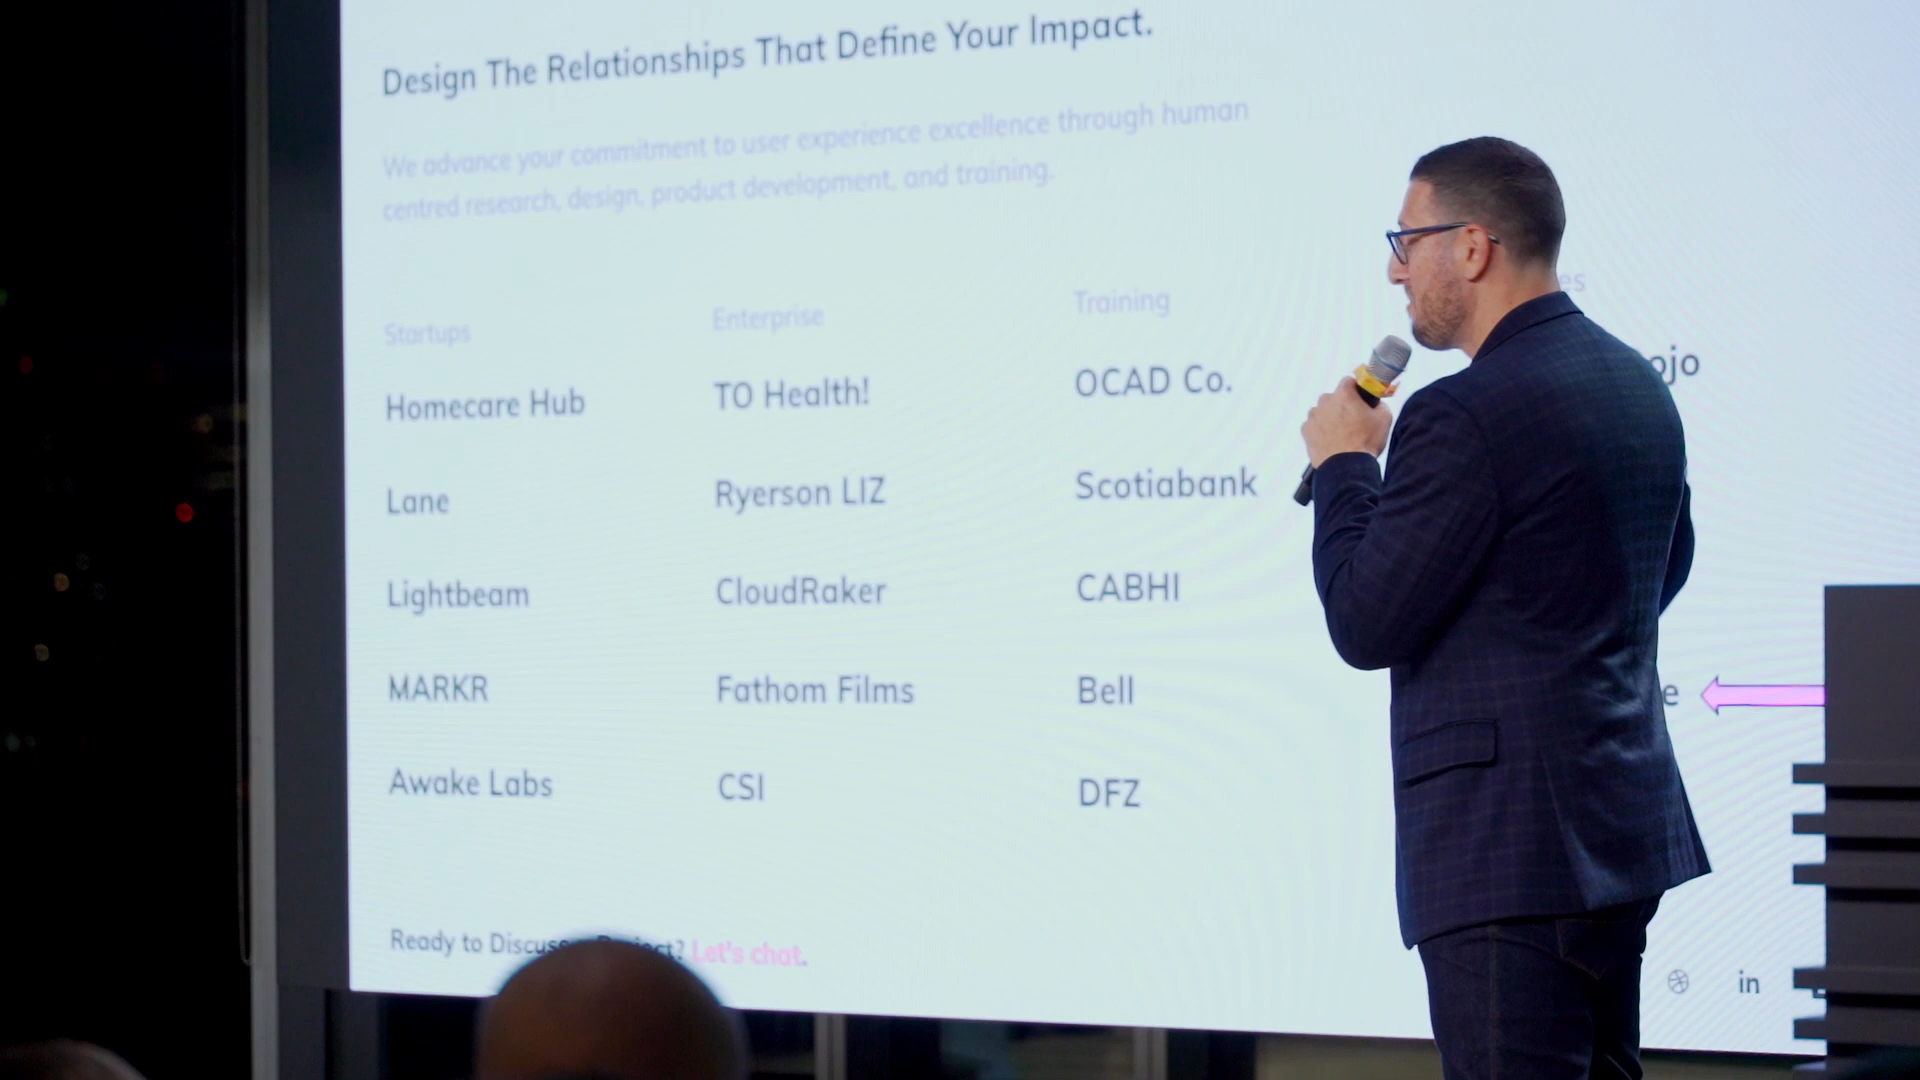 Design The Relationships That Define Your Impact.
We advance your commitment to user experience excellence through human
centred research, design, product development, and training.
Startups
Homecare Hub
Lane
Lightbeam
MARKR
Awake Labs
Enterprise
TO Health!
Ryerson LIZ
CloudRaker
Fathom Films
CSI
Training
OCAD Co.
Scotiabank
CABHI
Bell
DFZ
Ready to Discuss Project? Let's chat.
in